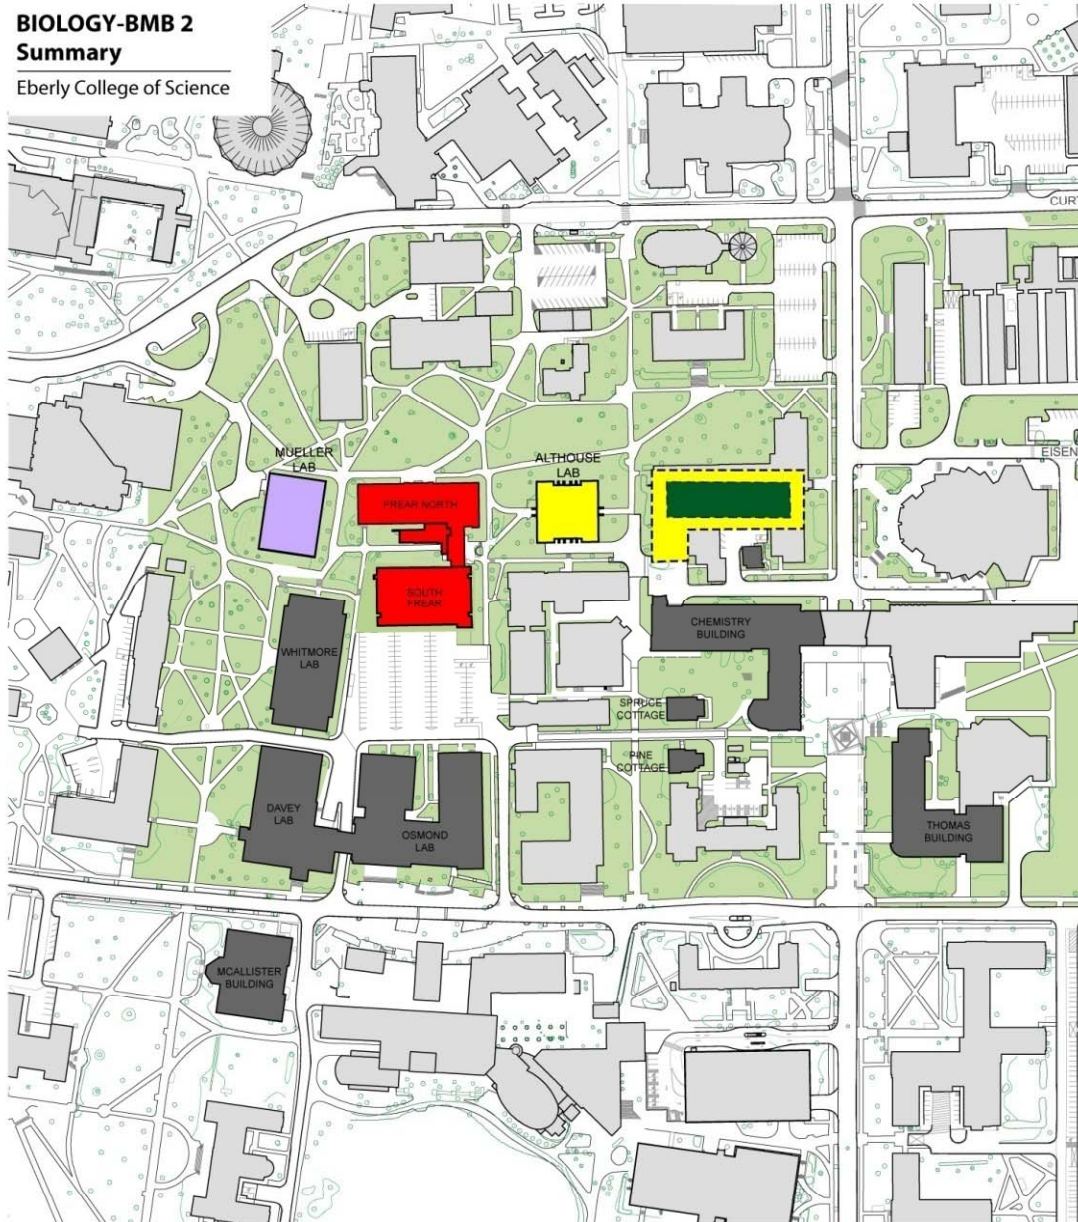 BIOLOGY-BMB 2
Summary
Eberly College of Science
CURT
EISEN
MUELLER
LAB
ALTHOUSE
LAB
FREAR NORTH
SOUTH
FREAR
WHITMORE
LAB
CHEMISTRY
BUILDING
SPRUCE
COTTAGE
PINE
COTTAGE
DAVEY
LAB
OSMOND
LAB
THOMAS
BUILDING
MCALLISTER
BUILDING